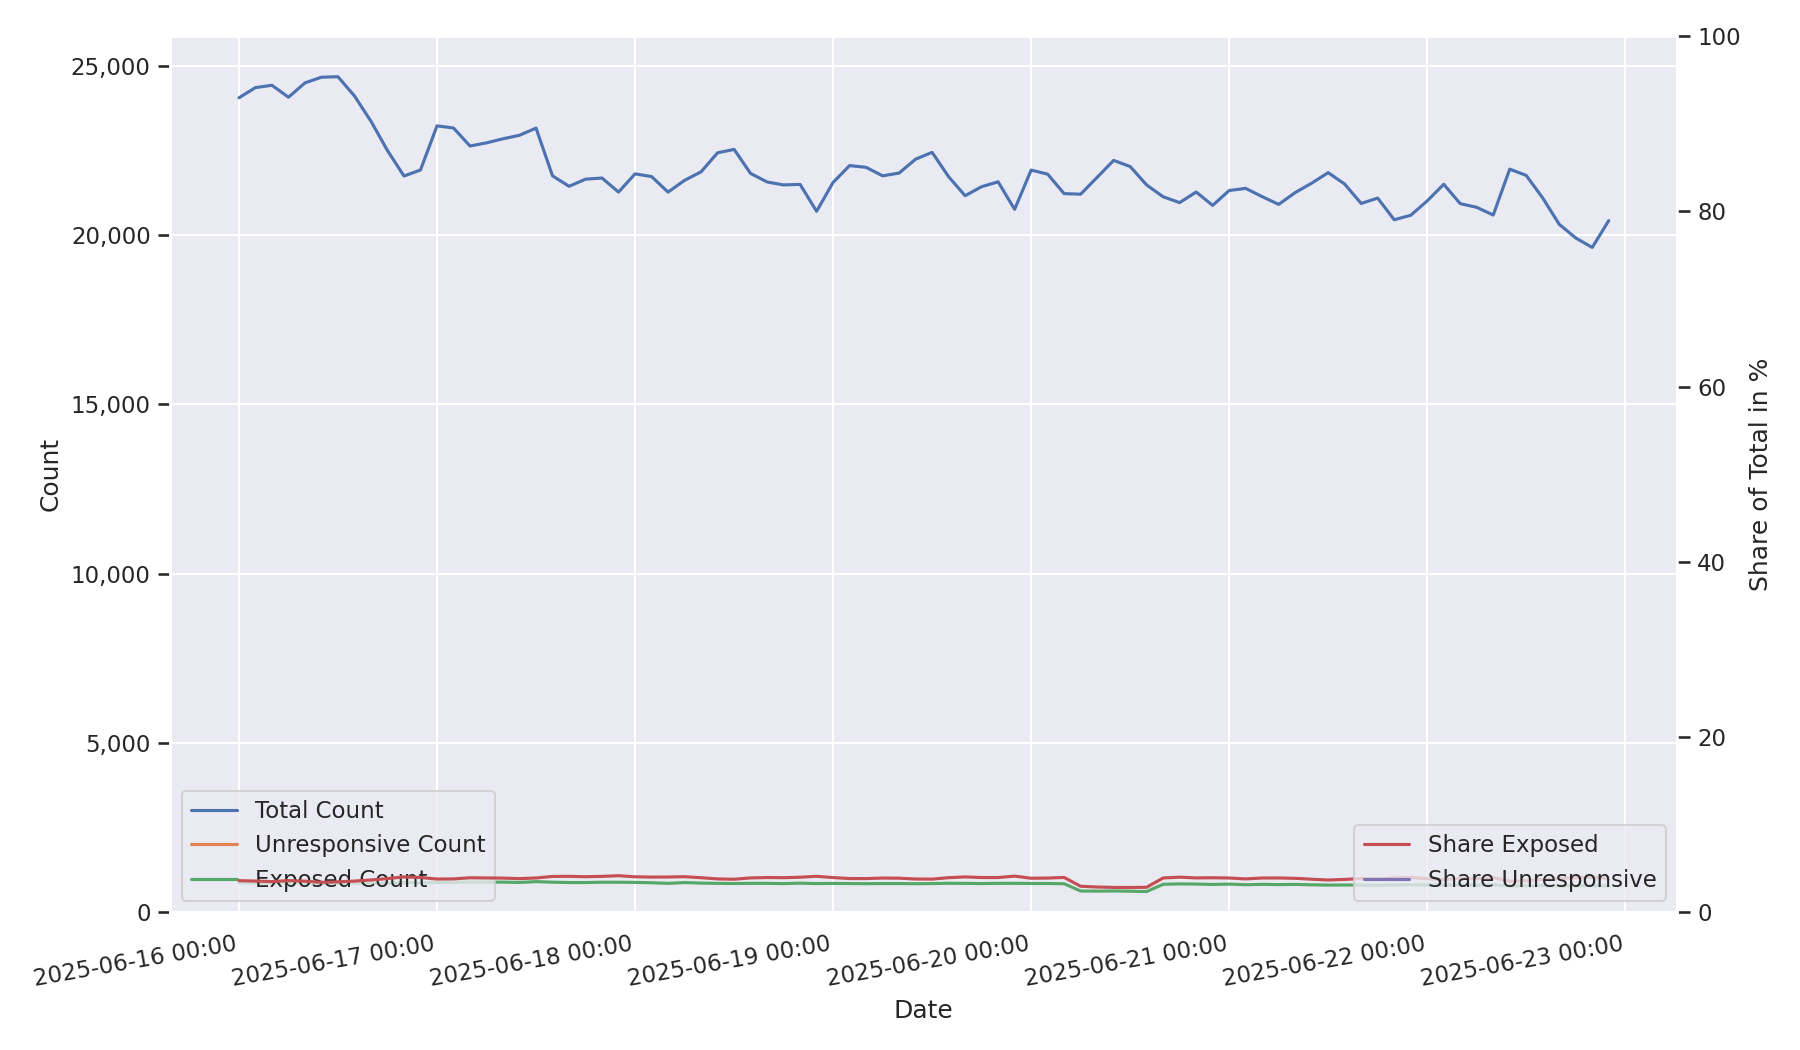 100
25,000
80
20,000
60
15,000
Count
Share of Total in %
40
10,000
20
5,000
Total Count
Unresponsive Count
Exposed Count
Share Exposed
Share Unresponsive
0
0
2025-06-16 00:00
2025-06-17 00:00
2025-06-18 00:00
2025-06-19 00:00
2025-06-20 00:00
2025-06-21 00:00
2025-06-22 00:00
2025-06-23 00:00
Date